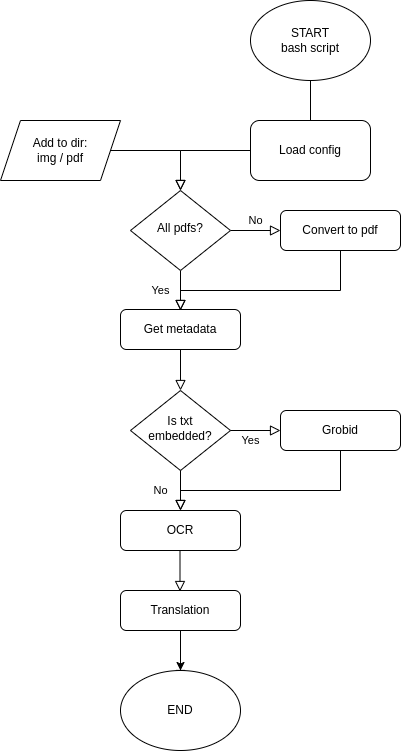 START
bash script
Add to dir:
img / pdf
Load config
All pdfs?
No
Convert to pdf
Yes
Get metadata
Is txt
embedded?
Yes
Grobid
No
OCR
Translation
END